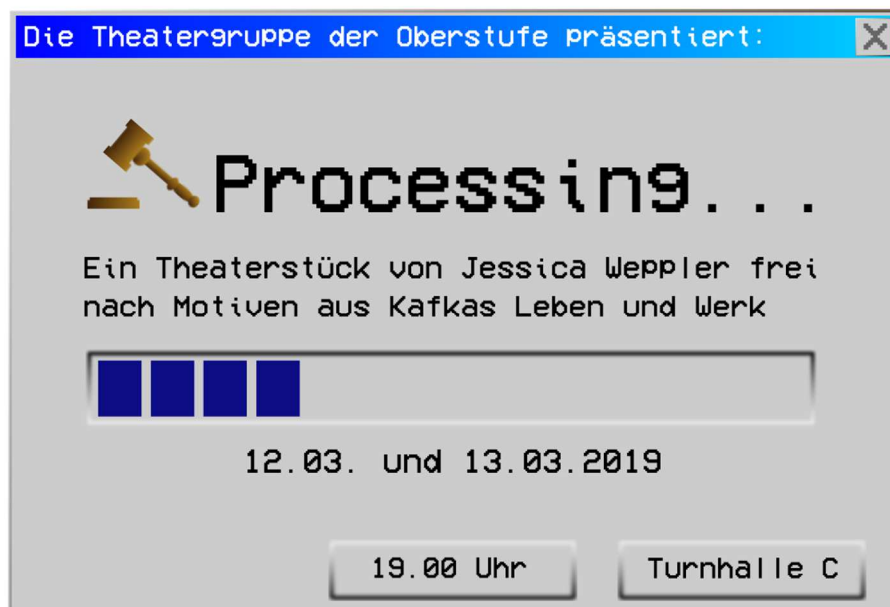 Die Theatergruppe der Oberstufe präsentiert:
Processing...
Ein Theaterstück von Jessica Weppler frei
nach Motiven aus Kafkas Leben und Werk
12.03. und 13.03.2019
19.00 Uhr
Turnhalle C